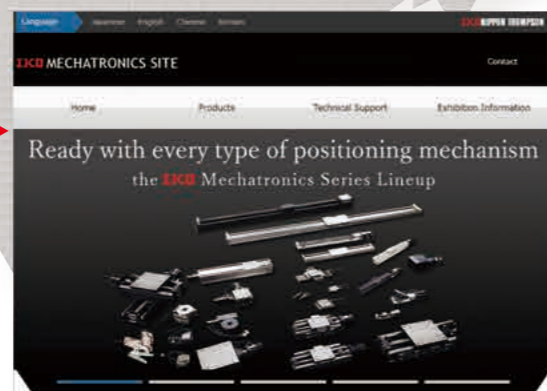 Language Japanese English Chinese Korean
IKO NIPPON THOMPSON
IKO MECHATRONICS SITE
Contact
Home Products Technical Support Exhibition Information
Ready with every type of positioning mechanism
the IKO Mechatronics Series Lineup